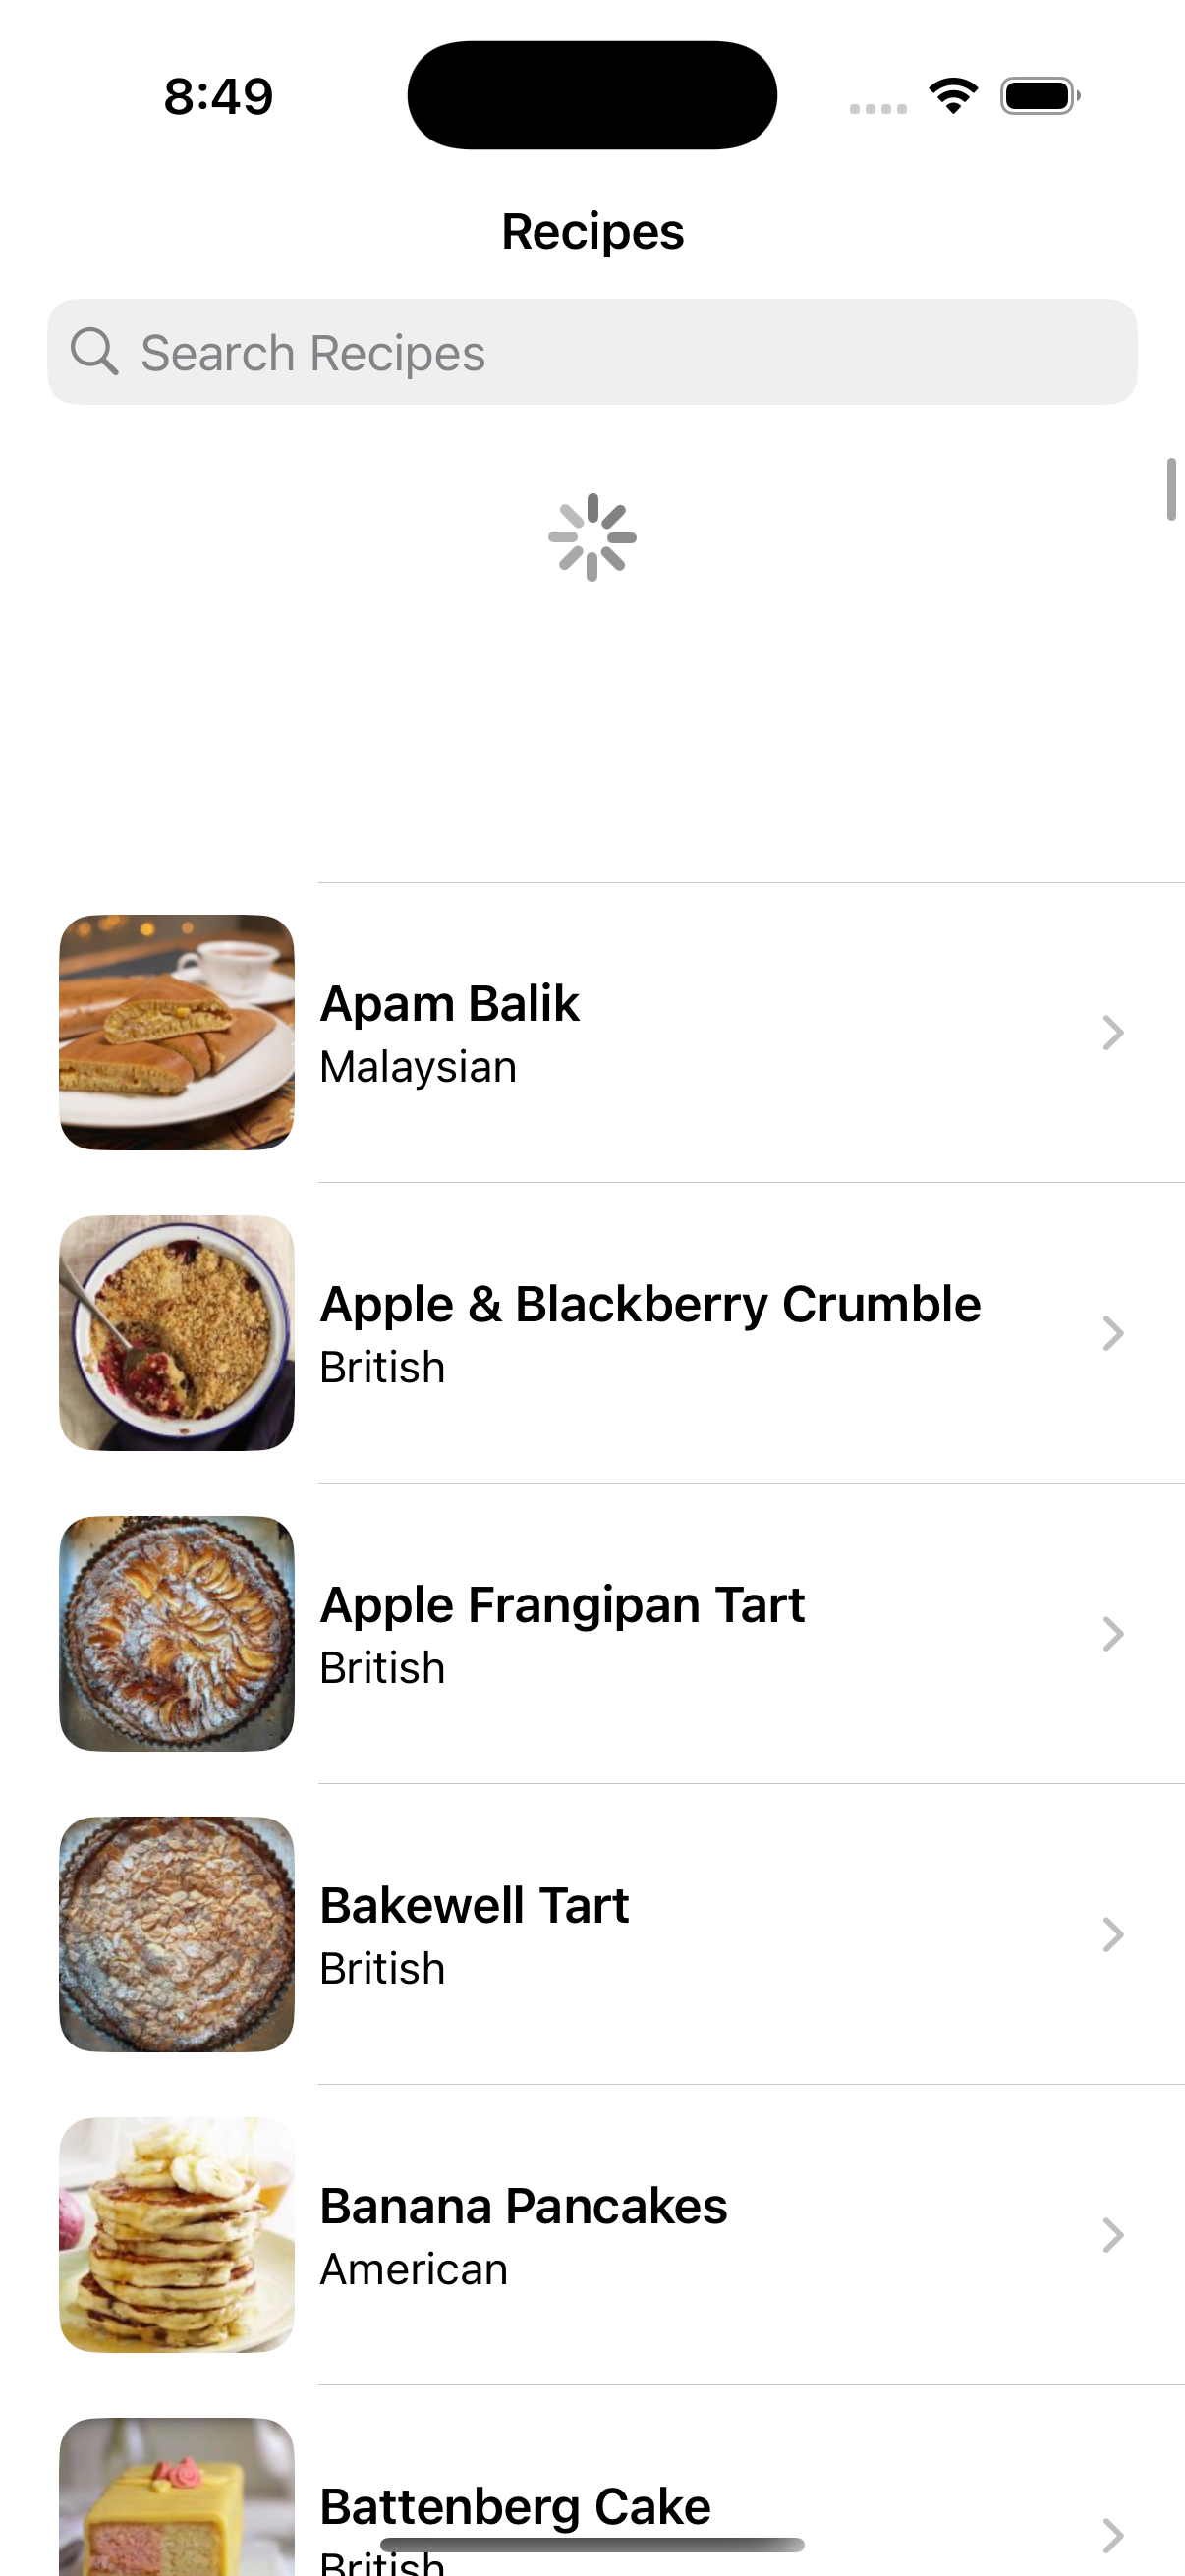 8:49
Recipes
Search Recipes
Apam Balik
Malaysian
Apple & Blackberry Crumble
British
Apple Frangipan Tart
British
Bakewell Tart
British
Banana Pancakes
American
Battenberg Cake
British